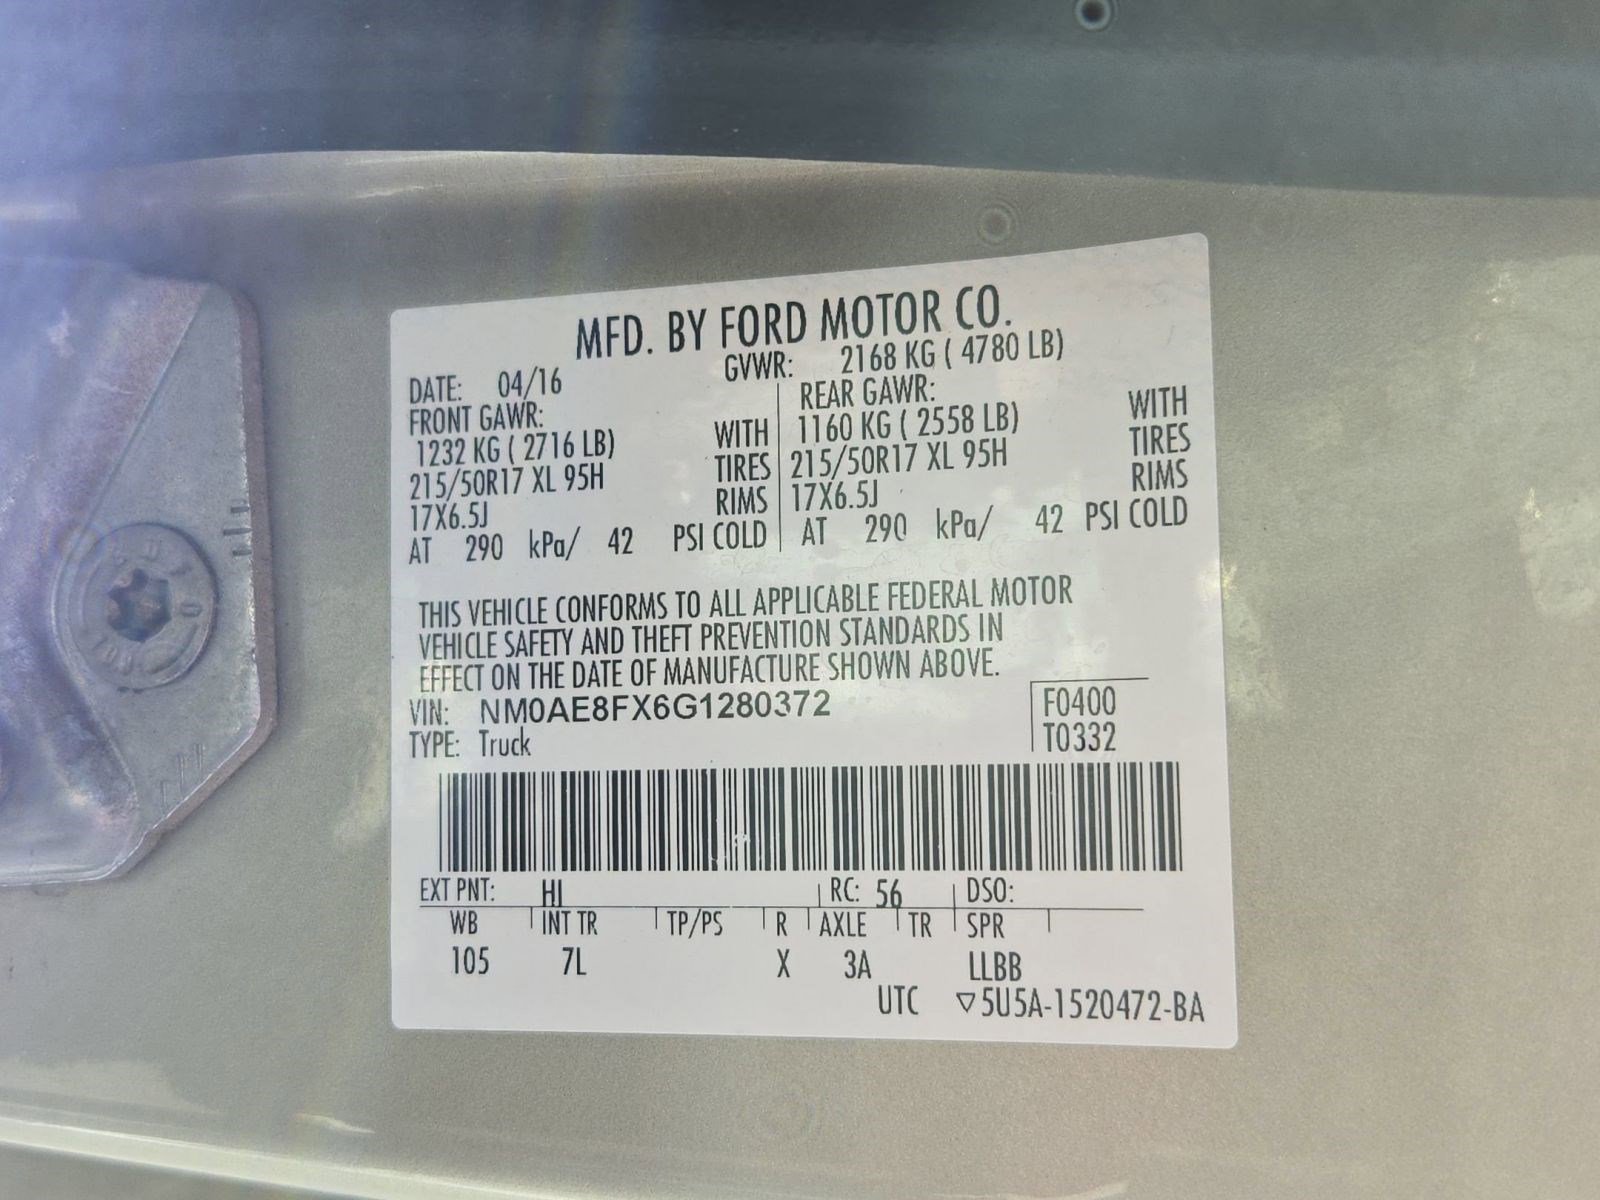 MFD. BY FORD MOTOR CO.
DATE: 04/16 GVWR: 2168 KG ( 4780 LB)
FRONT GAWR: REAR GAWR:
1232 KG ( 2716 LB) WITH 1160 KG ( 2558 LB) WITH
215/50R17 XL 95H TIRES 215/50R17 XL 95H TIRES
17X6.5J RIMS 17X6.5J RIMS
AT 290 kPa/ 42 PSI COLD AT 290 kPa/ 42 PSI COLD
THIS VEHICLE CONFORMS TO ALL APPLICABLE FEDERAL MOTOR
VEHICLE SAFETY AND THEFT PREVENTION STANDARDS IN
EFFECT ON THE DATE OF MANUFACTURE SHOWN ABOVE.
VIN: NM0AE8FX6G1280372 F0400
TYPE: Truck T0332
EXT PNT: HI RC: 56 DSO:
WB INT TR TP/PS R AXLE TR SPR
105 7L X 3A LLBB
UTC ▽5U5A-1520472-BA